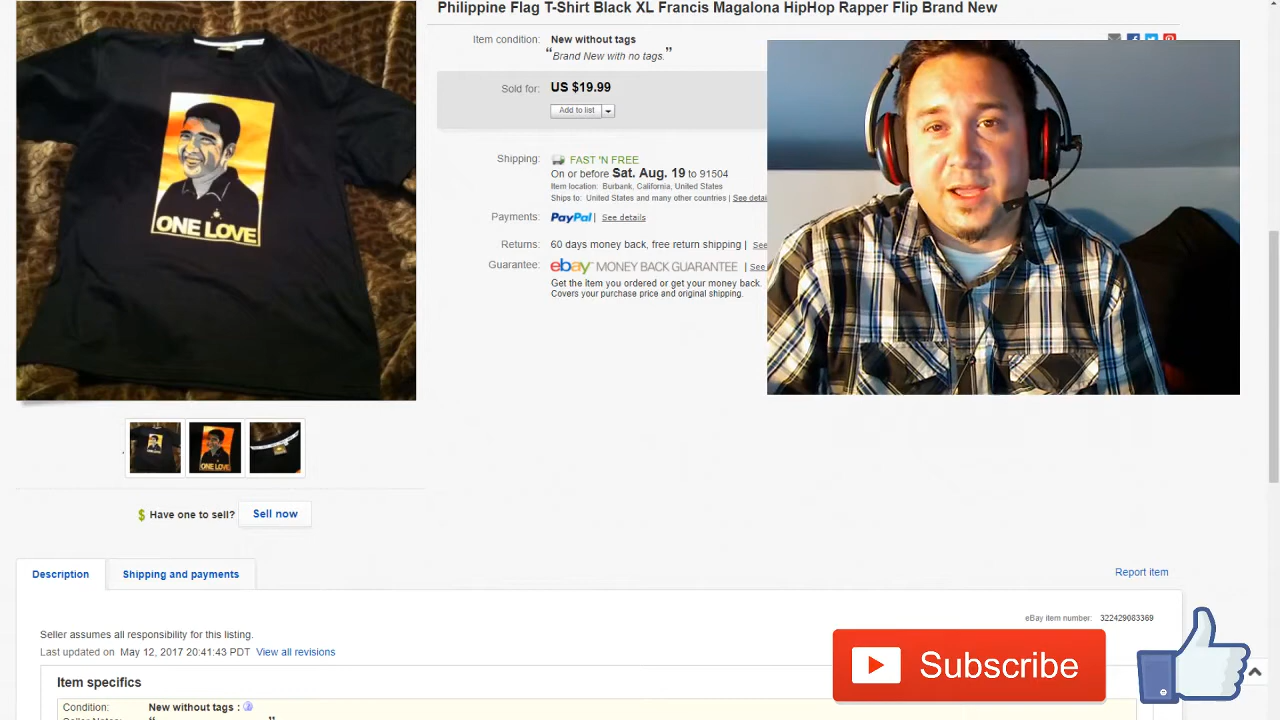 Philippine Flag T-Shirt Black XL Francis Magalona HipHop Rapper Flip Brand New
Item condition: New without tags
“Brand New with no tags.”
Sold for: US $19.99
Add to list
ONE LOVE
Shipping: FAST 'N FREE
On or before Sat. Aug. 19 to 91504
Item location: Burbank, California, United States
Ships to: United States and many other countries | See
Payments: PayPal | See details
Returns: 60 days money back, free return shipping | See
Guarantee: ebay MONEY BACK GUARANTEE | See
Get the item you ordered or get your money back.
Covers your purchase price and original shipping.
ONE LOVE
$ Have one to sell? Sell now
Description
Shipping and payments
Report item
eBay item number: 322429083369
Seller assumes all responsibility for this listing.
Last updated on May 12, 2017 20:41:43 PDT View all revisions
Subscribe
Item specifics
Condition: New without tags :